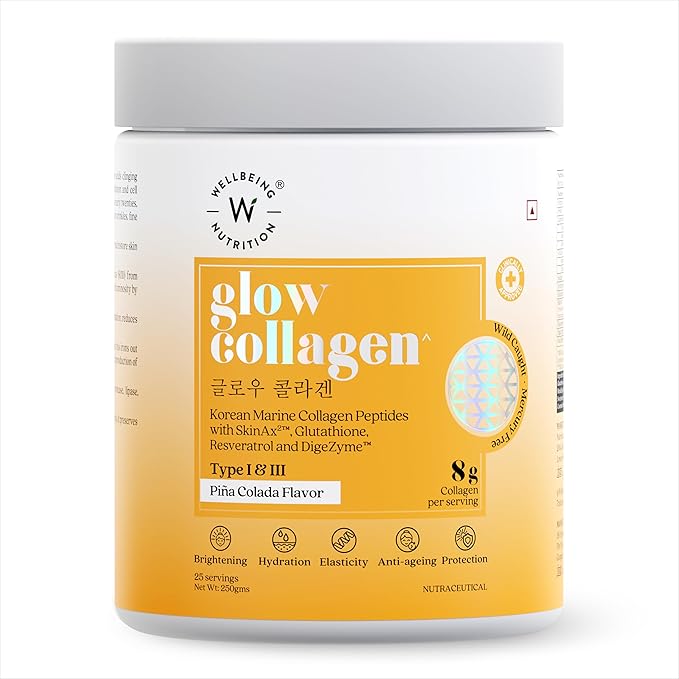 WELLBEING ®
W
NUTRITION
CLINICALLY
APPROVED
glow
collagen^
글로우 콜라겐
Korean Marine Collagen Peptides
with SkinAx²™, Glutathione,
Resveratrol and DigeZyme™
Type I & III
Piña Colada Flavor
Wild Caught · Mercury Free
8g
Collagen
per serving
Brightening
Hydration
Elasticity
Anti-ageing
Protection
25 servings
Net Wt: 250gms
NUTRACEUTICAL